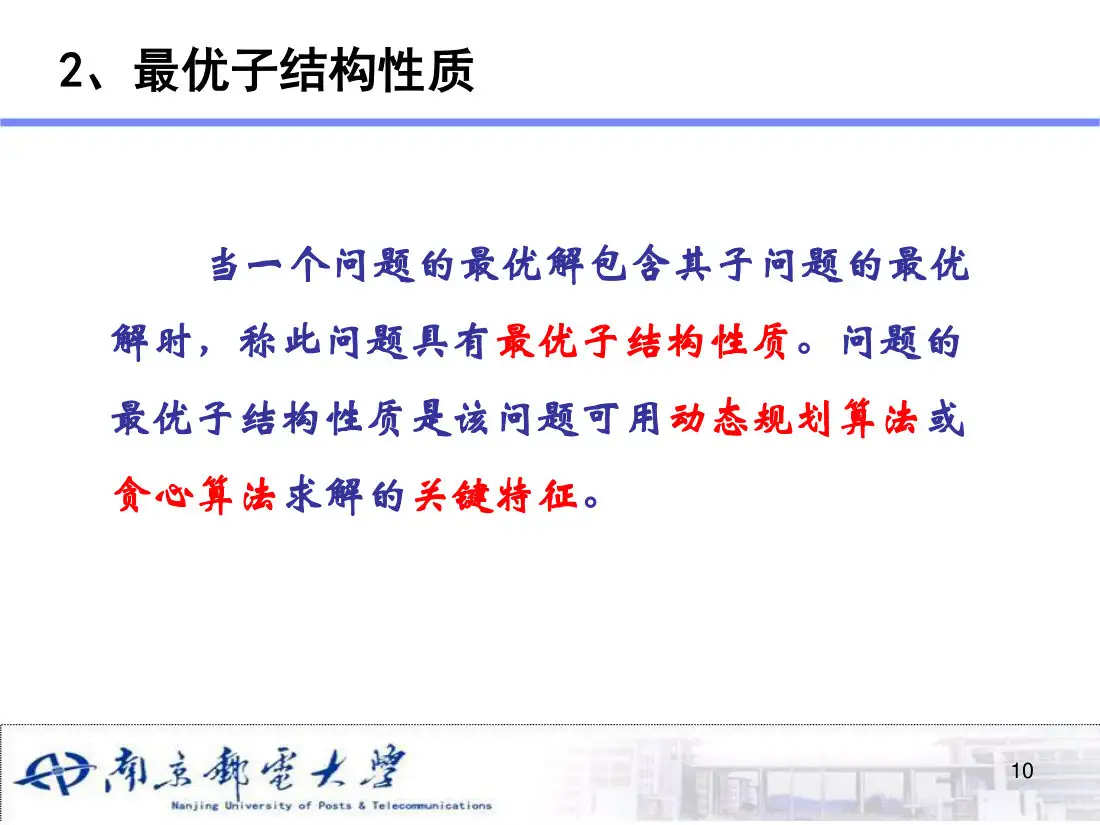 2、最优子结构性质
当一个问题的最优解包含其子问题的最优
解时，称此问题具有最优子结构性质。问题的
最优子结构性质是该问题可用动态规划算法或
贪心算法求解的关键特征。
南京郵電大學
Nanjing University of Posts & Telecommunications
10